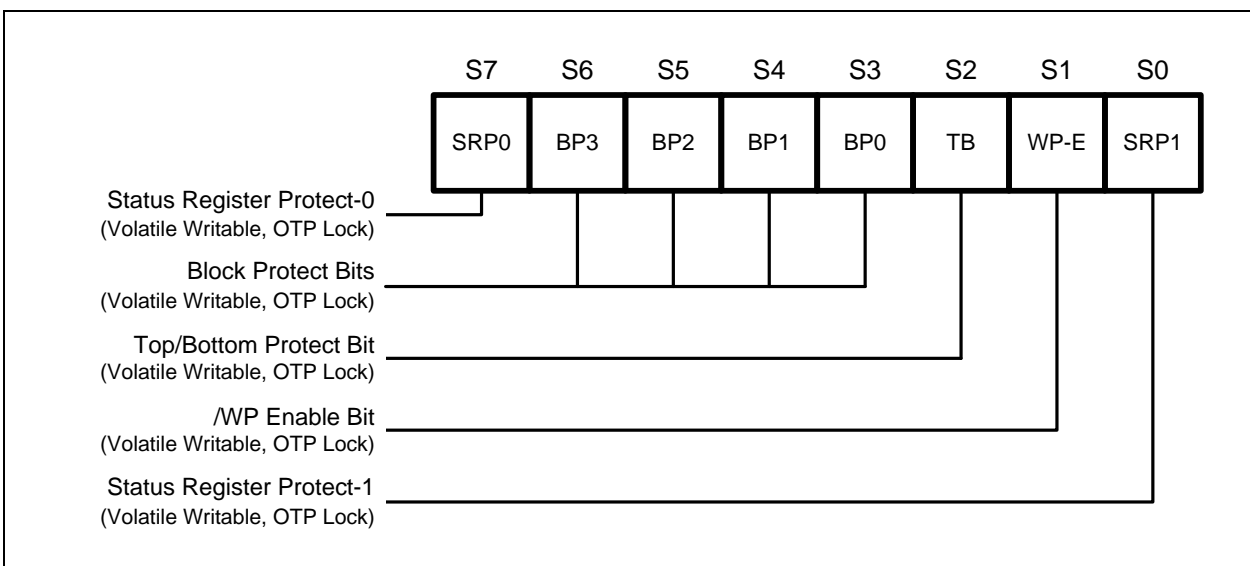 S7 S6 S5 S4 S3 S2 S1 S0
SRP0 BP3 BP2 BP1 BP0 TB WP-E SRP1
Status Register Protect-0
(Volatile Writable, OTP Lock)
Block Protect Bits
(Volatile Writable, OTP Lock)
Top/Bottom Protect Bit
(Volatile Writable, OTP Lock)
/WP Enable Bit
(Volatile Writable, OTP Lock)
Status Register Protect-1
(Volatile Writable, OTP Lock)